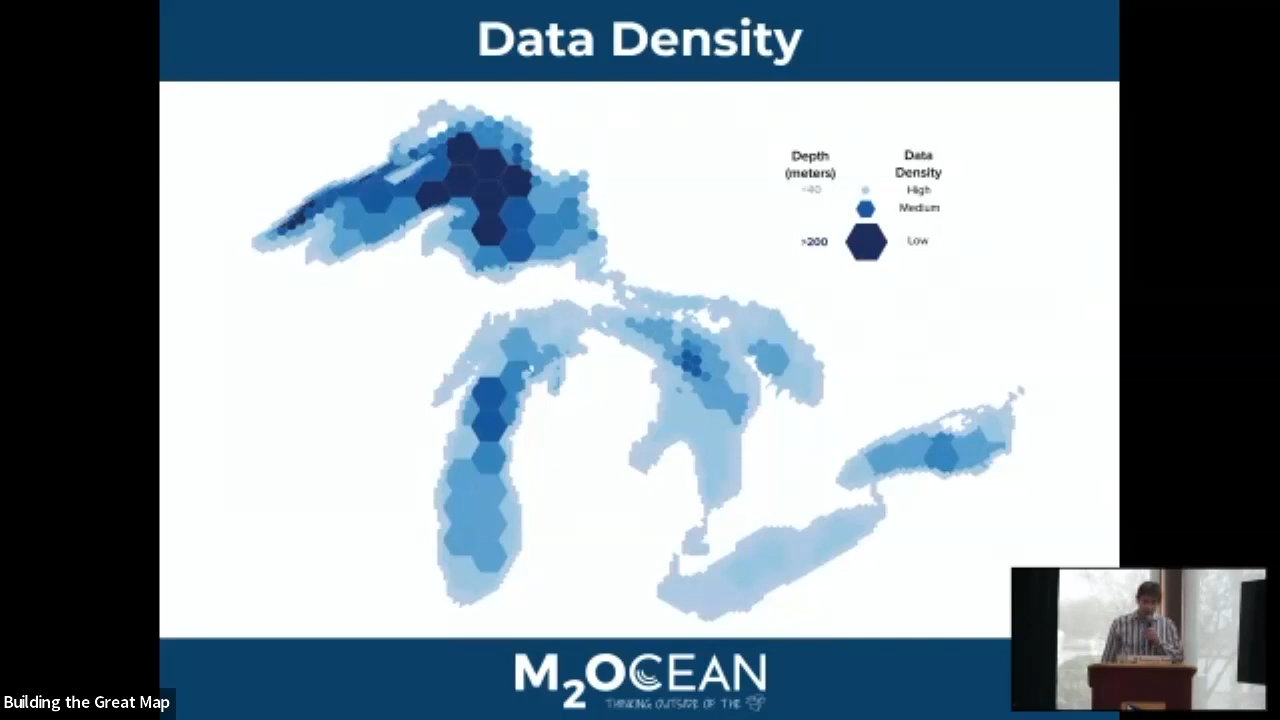 Data Density
Depth
(meters)
Data
Density
<40
High
Medium
>200
Low
M2OCEAN
THINKING OUTSIDE OF THE
Building the Great Map